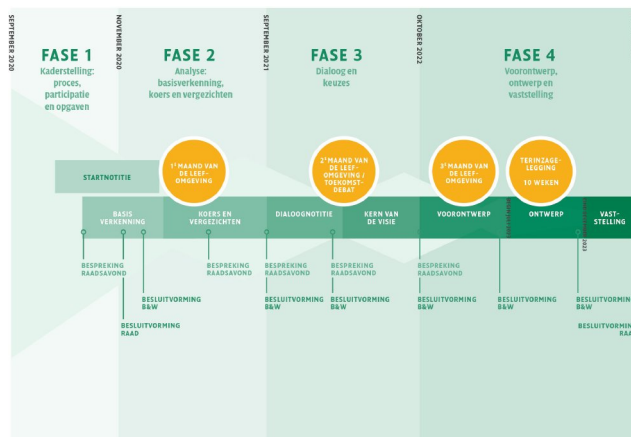 SEPTEMBER 2020
NOVEMBER 2020
SEPTEMBER 2021
OKTOBER 2022
FASE 1
Kaderstelling:
proces,
participatie
en opgaven
FASE 2
Analyse:
basisverkenning,
koers en vergezichten
FASE 3
Dialoog en
keuzes
FASE 4
Voorontwerp,
ontwerp en
vaststelling
STARTNOTITIE
1E MAAND VAN
DE LEEF-
OMGEVING
2E MAAND VAN
DE LEEF-
OMGEVING /
TOEKOMST-
DEBAT
3E MAAND VAN
DE LEEF-
OMGEVING
TERINZAGE-
LEGGING
10 WEKEN
BASIS
VERKENNING
KOERS EN
VERGEZICHTEN
DIALOOGNOTITIE
KERN VAN
DE VISIE
VOORONTWERP
ONTWERP
VAST-
STELLING
2023
BESPREKING
RAADSAVOND
BESPREKING
RAADSAVOND
BESPREKING
RAADSAVOND
BESPREKING
RAADSAVOND
BESPREKING
RAADSAVOND
BESLUITVORMING
B&W
BESLUITVORMING
B&W
BESLUITVORMING
B&W
BESLUITVORMING
B&W
BESLUITVORMING
B&W
BESLUITVORMING
B&W
BESLUITVORMING
RAAD
BESLUITVORMIN
RAA